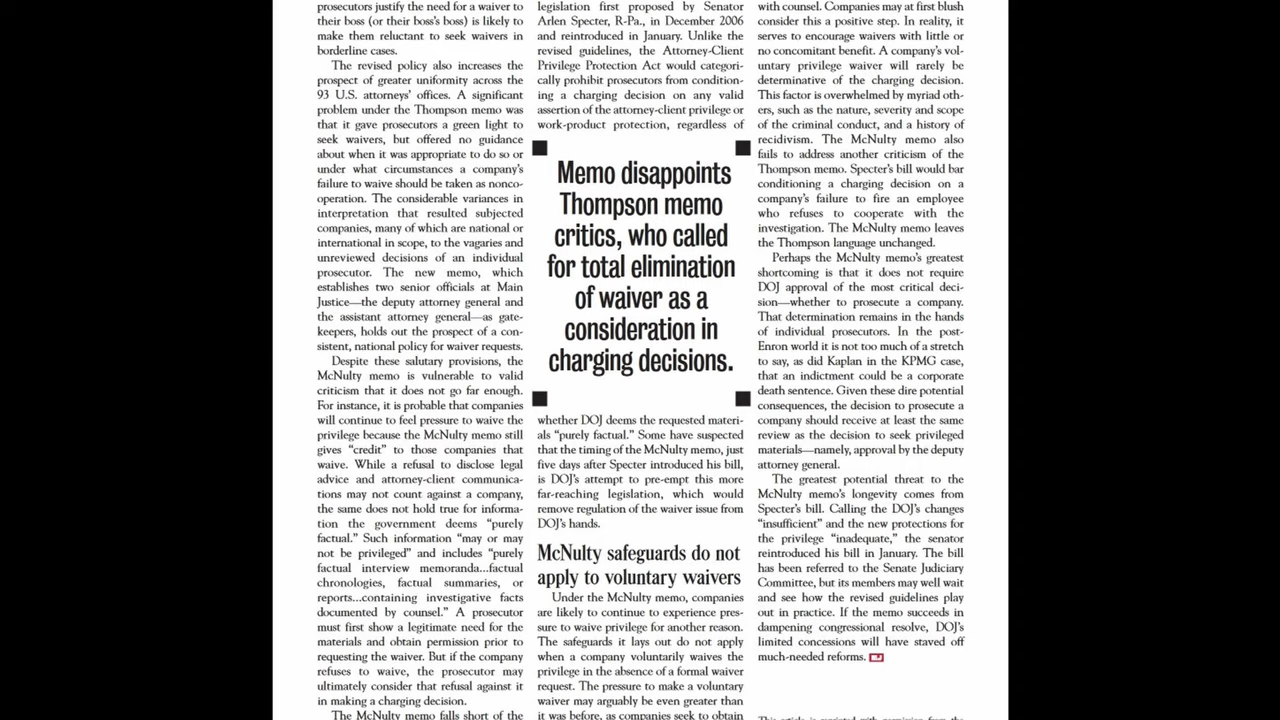 prosecutors justify the need for a waiver to
their boss (or their boss's boss) is likely to
make them reluctant to seek waivers in
borderline cases.
The revised policy also increases the
prospect of greater uniformity across the
93 U.S. attorneys' offices. A significant
problem under the Thompson memo was
that it gave prosecutors a green light to
seek waivers, but offered no guidance
about when it was appropriate to do so or
under what circumstances a company's
failure to waive should be taken as nonco-
operation. The considerable variances in
interpretation that resulted subjected
companies, many of which are national or
international in scope, to the vagaries and
unreviewed decisions of an individual
prosecutor. The new memo, which
establishes two senior officials at Main
Justice—the deputy attorney general and
the assistant attorney general—as gate-
keepers, holds out the prospect of a con-
sistent, national policy for waiver requests.
Despite these salutary provisions, the
McNulty memo is vulnerable to valid
criticism that it does not go far enough.
For instance, it is probable that companies
will continue to feel pressure to waive the
privilege because the McNulty memo still
gives "credit" to those companies that
waive. While a refusal to disclose legal
advice and attorney-client communica-
tions may not count against a company,
the same does not hold true for informa-
tion the government deems "purely
factual." Such information "may or may
not be privileged" and includes "purely
factual interview memoranda...factual
chronologies, factual summaries, or
reports...containing investigative facts
documented by counsel." A prosecutor
must first show a legitimate need for the
materials and obtain permission prior to
requesting the waiver. But if the company
refuses to waive, the prosecutor may
ultimately consider that refusal against it
in making a charging decision.
The McNulty memo falls short of the
legislation first proposed by Senator
Arlen Specter, R-Pa., in December 2006
and reintroduced in January. Unlike the
revised guidelines, the Attorney-Client
Privilege Protection Act would categori-
cally prohibit prosecutors from condition-
ing a charging decision on any valid
assertion of the attorney-client privilege or
work-product protection, regardless of
Memo disappoints
Thompson memo
critics, who called
for total elimination
of waiver as a
consideration in
charging decisions.
whether DOJ deems the requested materi-
als "purely factual." Some have suspected
that the timing of the McNulty memo, just
five days after Specter introduced his bill,
is DOJ's attempt to pre-empt this more
far-reaching legislation, which would
remove regulation of the waiver issue from
DOJ's hands.
McNulty safeguards do not
apply to voluntary waivers
Under the McNulty memo, companies
are likely to continue to experience pres-
sure to waive privilege for another reason.
The safeguards it lays out do not apply
when a company voluntarily waives the
privilege in the absence of a formal waiver
request. The pressure to make a voluntary
waiver may arguably be even greater than
it was before, as companies seek to obtain
with counsel. Companies may at first blush
consider this a positive step. In reality, it
serves to encourage waivers with little or
no concomitant benefit. A company's vol-
untary privilege waiver will rarely be
determinative of the charging decision.
This factor is overwhelmed by myriad oth-
ers, such as the nature, severity and scope
of the criminal conduct, and a history of
recidivism. The McNulty memo also
fails to address another criticism of the
Thompson memo. Specter's bill would bar
conditioning a charging decision on a
company's failure to fire an employee
who refuses to cooperate with the
investigation. The McNulty memo leaves
the Thompson language unchanged.
Perhaps the McNulty memo's greatest
shortcoming is that it does not require
DOJ approval of the most critical deci-
sion—whether to prosecute a company.
That determination remains in the hands
of individual prosecutors. In the post-
Enron world it is not too much of a stretch
to say, as did Kaplan in the KPMG case,
that an indictment could be a corporate
death sentence. Given these dire potential
consequences, the decision to prosecute a
company should receive at least the same
review as the decision to seek privileged
materials—namely, approval by the deputy
attorney general.
The greatest potential threat to the
McNulty memo's longevity comes from
Specter's bill. Calling the DOJ's changes
"insufficient" and the new protections for
the privilege "inadequate," the senator
reintroduced his bill in January. The bill
has been referred to the Senate Judiciary
Committee, but its members may well wait
and see how the revised guidelines play
out in practice. If the memo succeeds in
dampening congressional resolve, DOJ's
limited concessions will have staved off
much-needed reforms.